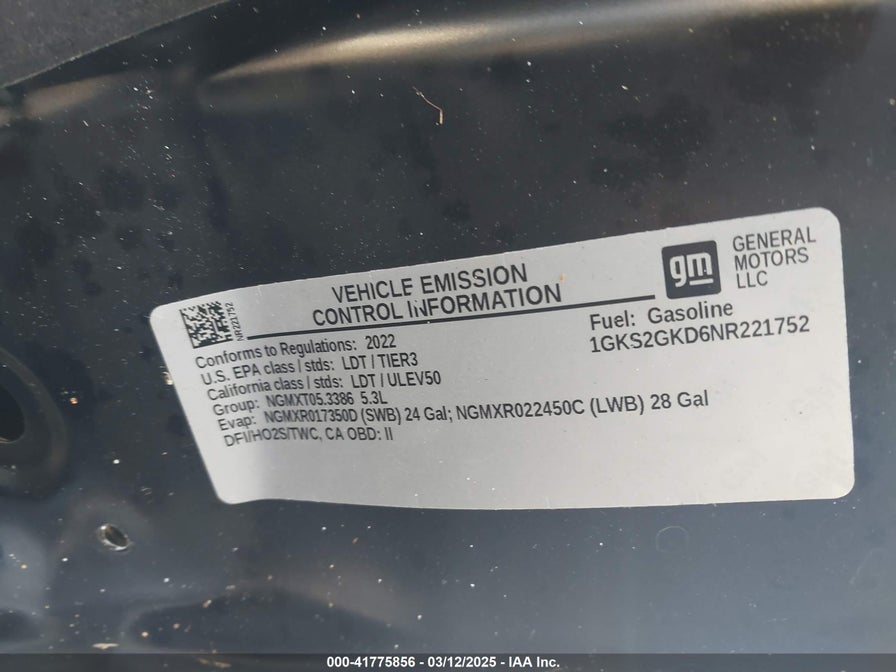 VEHICLE EMISSION
CONTROL INFORMATION
gm
GENERAL
MOTORS
LLC
NR221752
Conforms to Regulations: 2022
U.S. EPA class / stds: LDT / TIER3
California class / stds: LDT / ULEV50
Group: NGMXT05.3386 5.3L
Evap: NGMXR017350D (SWB) 24 Gal; NGMXR022450C (LWB) 28 Gal
DFI/HO2S/TWC, CA OBD: II
Fuel: Gasoline
1GKS2GKD6NR221752
000-41775856 - 03/12/2025 - IAA Inc.